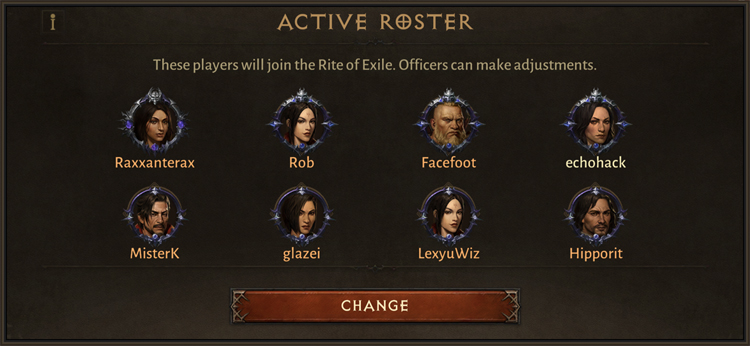 ACTIVE ROSTER
These players will join the Rite of Exile. Officers can make adjustments.
Raxxanterax Rob Facefoot echohack
MisterK glazei LexyuWiz Hipporit
CHANGE